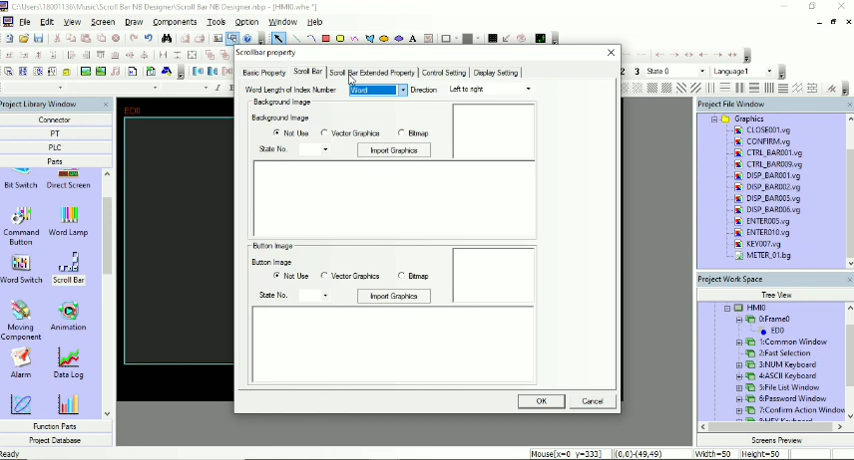 C:\Users\18001136\Music\Scroll Bar NB Designer\Scroll Bar NB Designer.nbp - [HMI0.whe *]
File Edit View Screen Draw Components Tools Option Window Help
2 3 State 0 Language1
Project Library Window
Connector
PT
PLC
Parts
Bit Switch Direct Screen
Command Button Word Lamp
Word Switch Scroll Bar
Moving Component Animation
Alarm Data Log
Function Parts
Project Database
ED0
Scrollbar property
Basic Property Scroll Bar Scroll Bar Extended Property Control Setting Display Setting
Word Length of Index Number Word Direction Left to right
Background Image
Background Image
Not Use Vector Graphics Bitmap
State No. Import Graphics
Button Image
Button Image
Not Use Vector Graphics Bitmap
State No. Import Graphics
OK Cancel
Project File Window
Graphics
CLOSE001.vg
CONFIRM.vg
CTRL_BAR001.vg
CTRL_BAR009.vg
DISP_BAR001.vg
DISP_BAR002.vg
DISP_BAR005.vg
DISP_BAR006.vg
ENTER005.vg
ENTER010.vg
KEY007.vg
METER_01.bg
Project Work Space
Tree View
HMI0
0:Frame0
ED0
1:Common Window
2:Fast Selection
3:NUM Keyboard
4:ASCII Keyboard
5:File List Window
6:Password Window
7:Confirm Action Window
Screens Preview
Ready
Mouse[x=0 y=333] (0,0)-(49,49) Width=50 Height=50